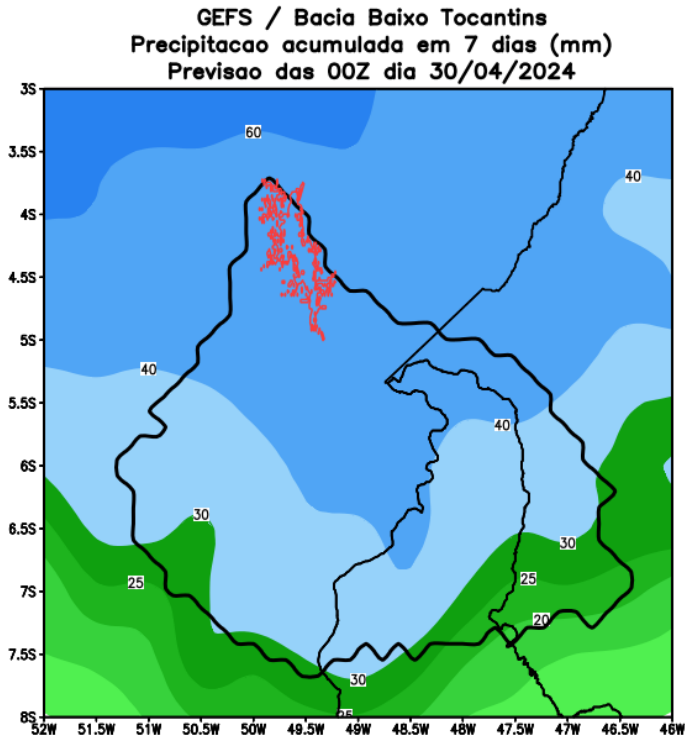 GEFS / Bacia Baixo Tocantins
Precipitacao acumulada em 7 dias (mm)
Previsao das 00Z dia 30/04/2024
3S
60
3.5S
40
4S
4.5S
5S
40
5.5S
40
6S
30
6.5S
30
25
25
7S
20
7.5S
30
25
8S
52W 51.5W 51W 50.5W 50W 49.5W 49W 48.5W 48W 47.5W 47W 46.5W 46W